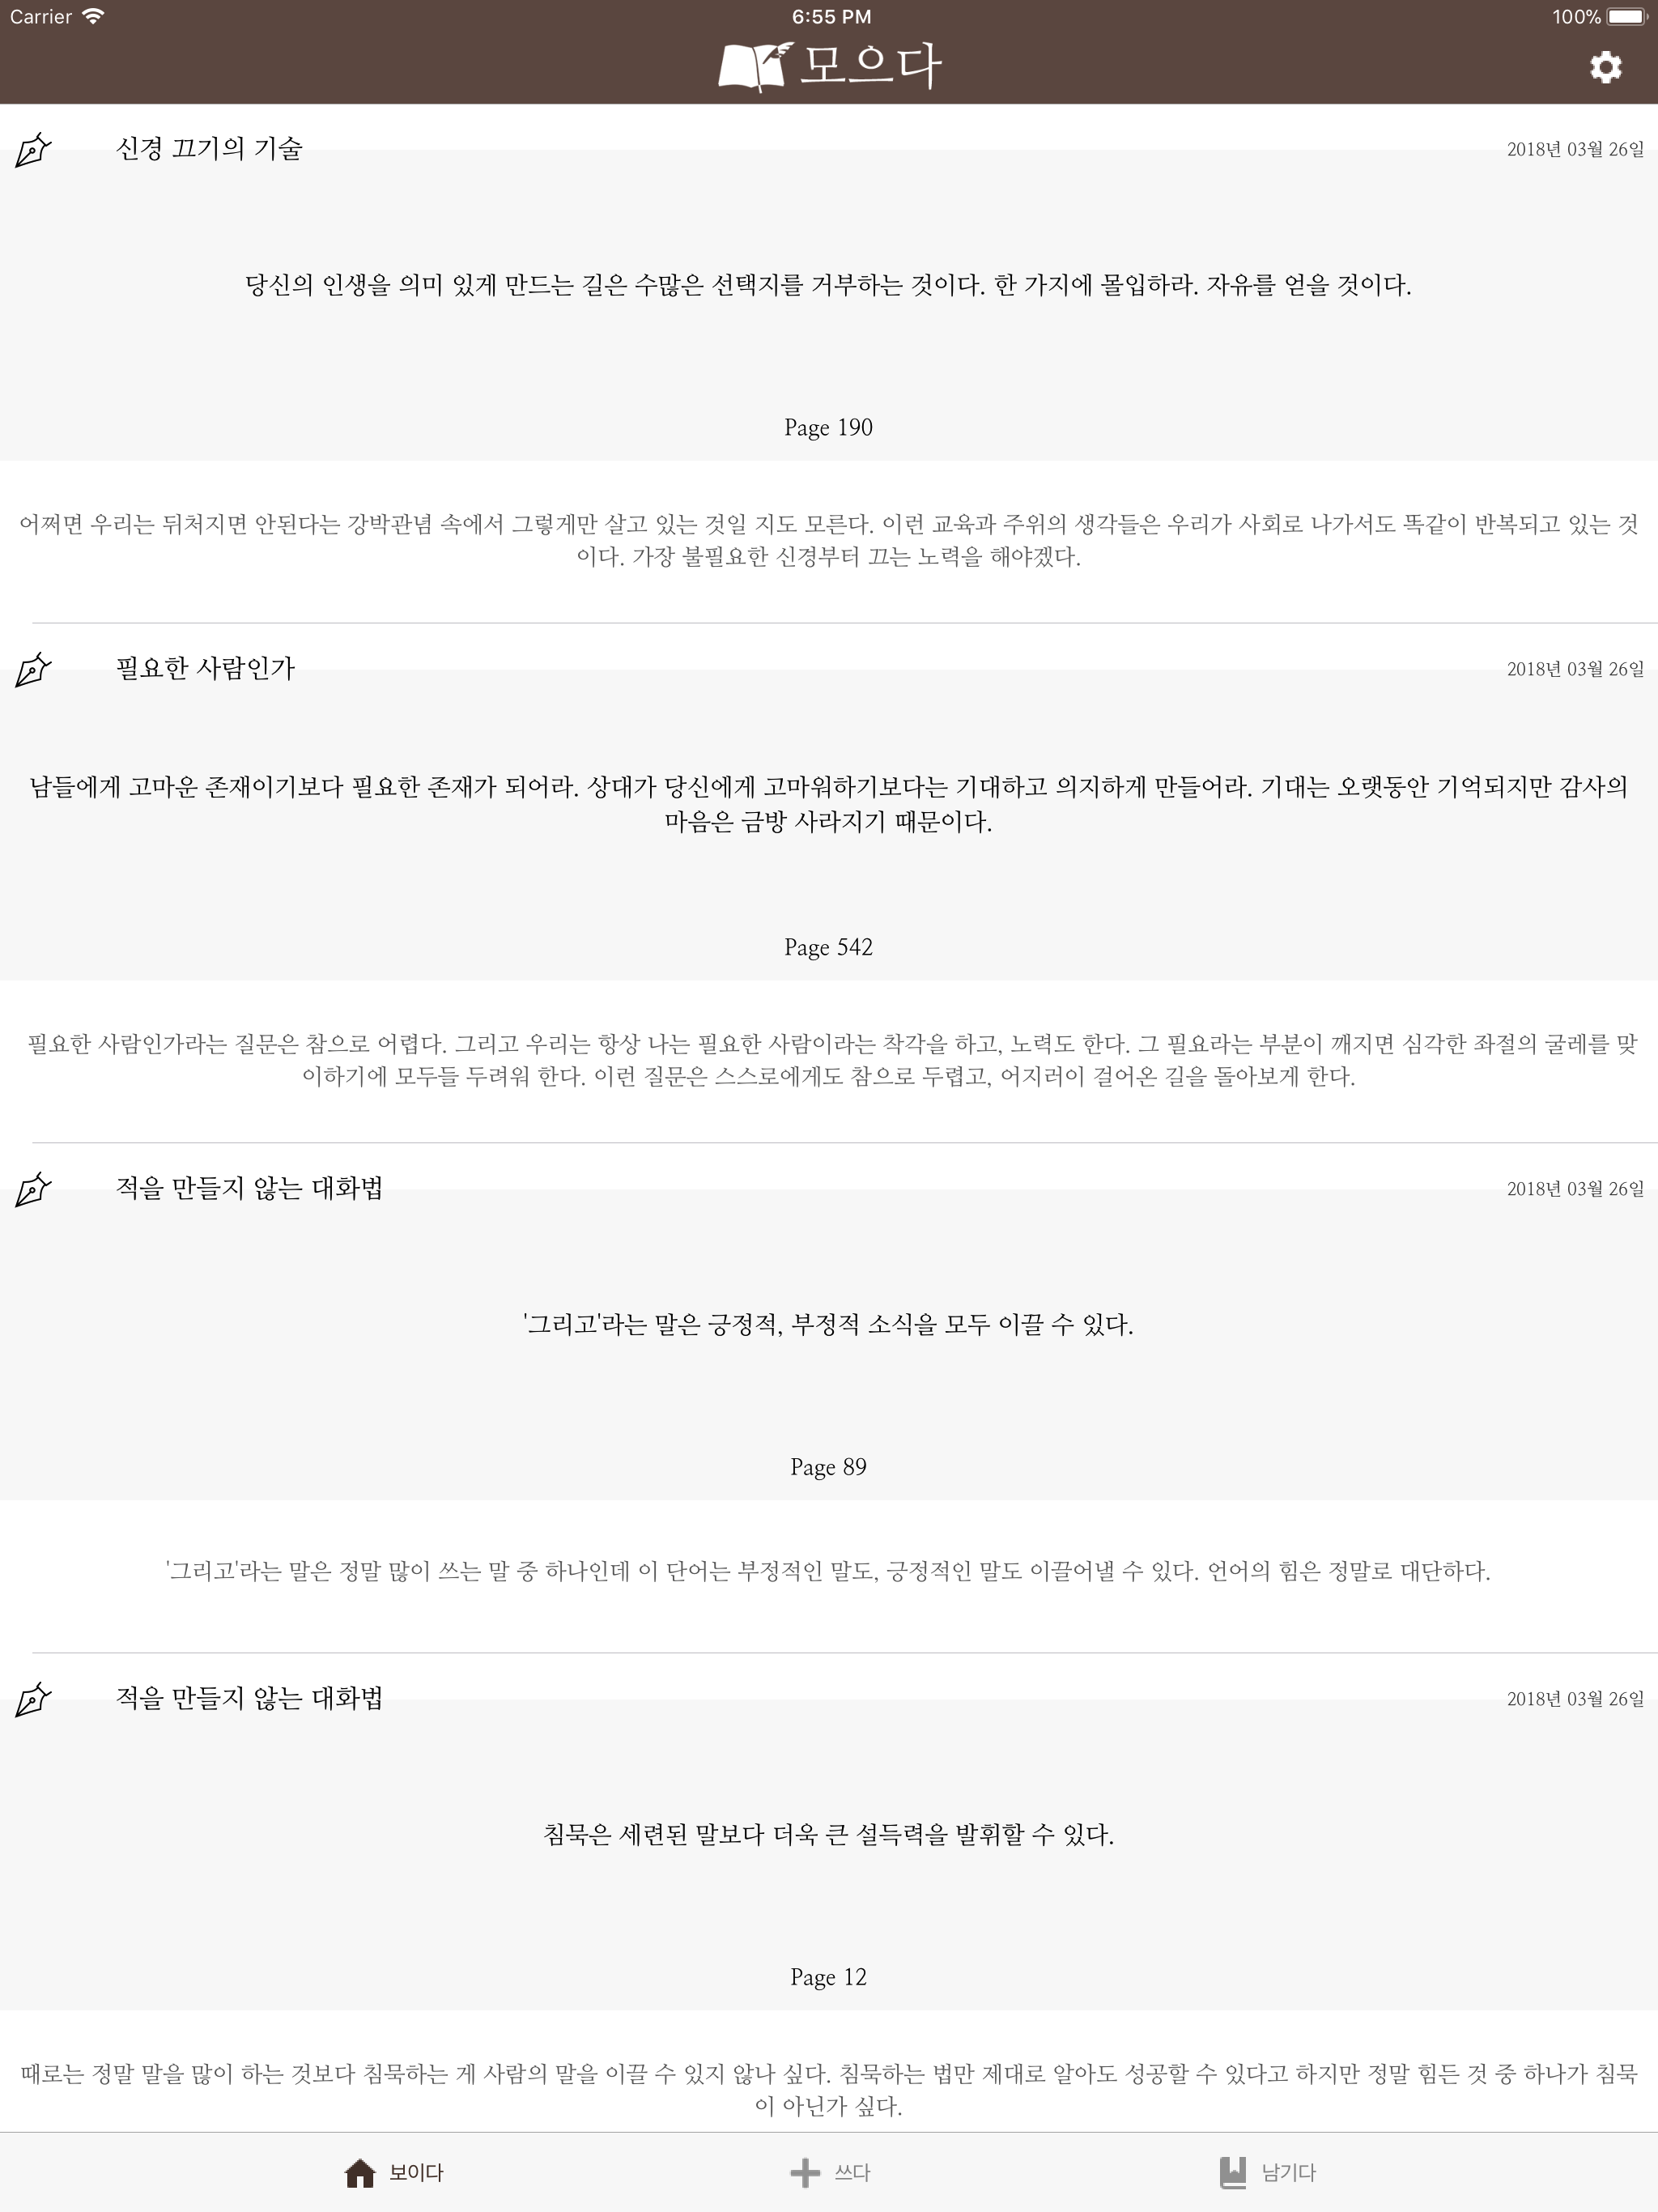 Carrier 6:55 PM 100%
모으다
신경 끄기의 기술 2018년 03월 26일
당신의 인생을 의미 있게 만드는 길은 수많은 선택지를 거부하는 것이다. 한 가지에 몰입하라. 자유를 얻을 것이다.
Page 190
어쩌면 우리는 뒤처지면 안된다는 강박관념 속에서 그렇게만 살고 있는 것일 지도 모른다. 이런 교육과 주위의 생각들은 우리가 사회로 나가서도 똑같이 반복되고 있는 것
이다. 가장 불필요한 신경부터 끄는 노력을 해야겠다.
필요한 사람인가 2018년 03월 26일
남들에게 고마운 존재이기보다 필요한 존재가 되어라. 상대가 당신에게 고마워하기보다는 기대하고 의지하게 만들어라. 기대는 오랫동안 기억되지만 감사의
마음은 금방 사라지기 때문이다.
Page 542
필요한 사람인가라는 질문은 참으로 어렵다. 그리고 우리는 항상 나는 필요한 사람이라는 착각을 하고, 노력도 한다. 그 필요라는 부분이 깨지면 심각한 좌절의 굴레를 맞
이하기에 모두들 두려워 한다. 이런 질문은 스스로에게도 참으로 두렵고, 어지러이 걸어온 길을 돌아보게 한다.
적을 만들지 않는 대화법 2018년 03월 26일
'그리고'라는 말은 긍정적, 부정적 소식을 모두 이끌 수 있다.
Page 89
'그리고'라는 말은 정말 많이 쓰는 말 중 하나인데 이 단어는 부정적인 말도, 긍정적인 말도 이끌어낼 수 있다. 언어의 힘은 정말로 대단하다.
적을 만들지 않는 대화법 2018년 03월 26일
침묵은 세련된 말보다 더욱 큰 설득력을 발휘할 수 있다.
Page 12
때로는 정말 말을 많이 하는 것보다 침묵하는 게 사람의 말을 이끌 수 있지 않나 싶다. 침묵하는 법만 제대로 알아도 성공할 수 있다고 하지만 정말 힘든 것 중 하나가 침묵
이 아닌가 싶다.
보이다 쓰다 남기다